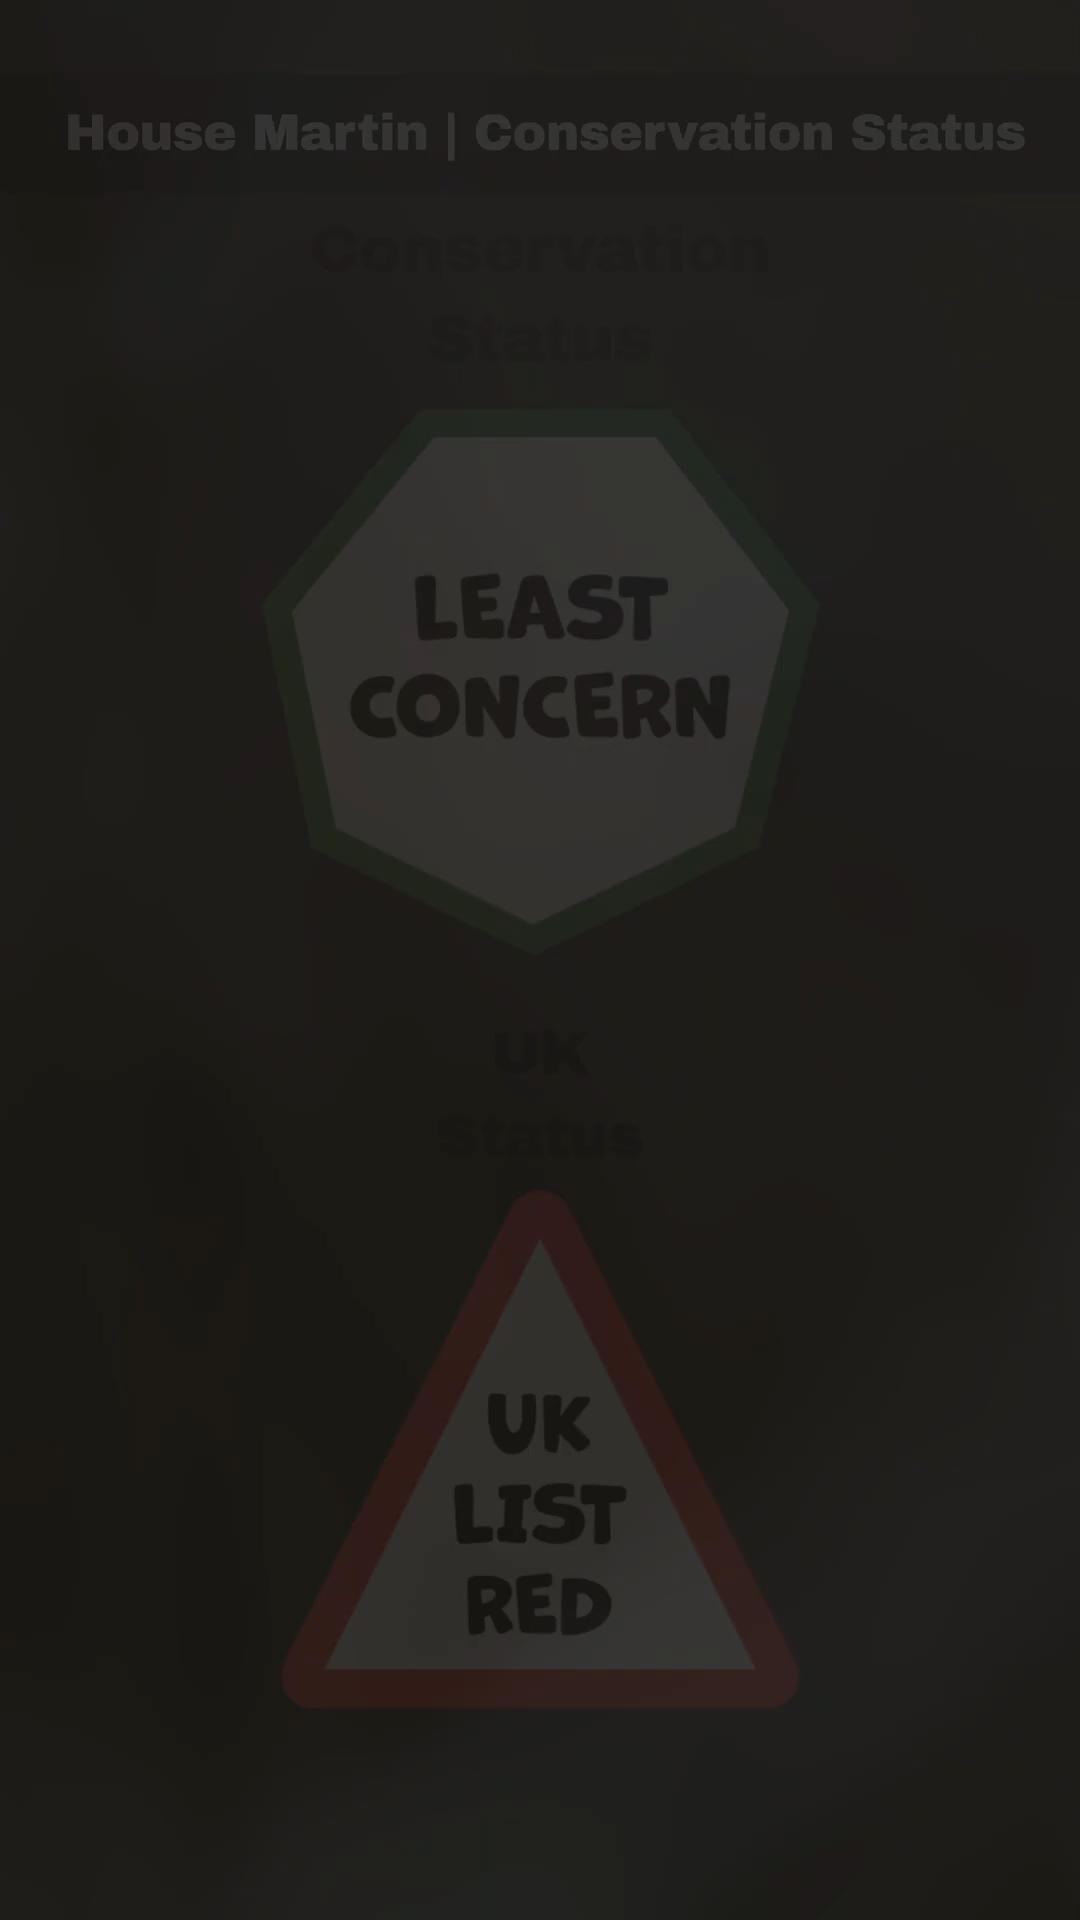 House Martin | Conservation Status
Conservation
Status
LEAST
CONCERN
UK
Status
UK
LIST
RED